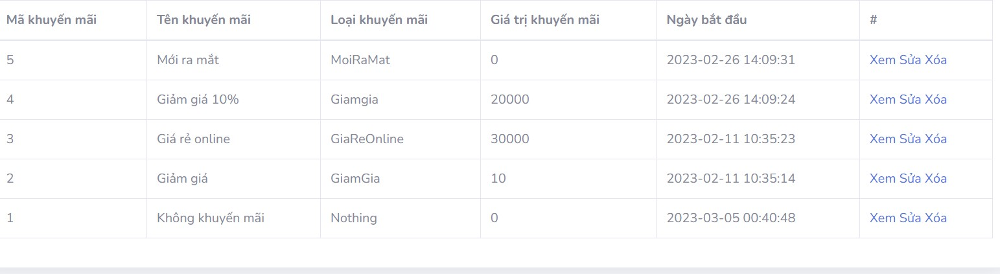 Mã khuyến mãi Tên khuyến mãi Loại khuyến mãi Giá trị khuyến mãi Ngày bắt đầu #
5 Mới ra mắt MoiRaMat 0 2023-02-26 14:09:31 Xem Sửa Xóa
4 Giảm giá 10% Giamgia 20000 2023-02-26 14:09:24 Xem Sửa Xóa
3 Giá rẻ online GiaReOnline 30000 2023-02-11 10:35:23 Xem Sửa Xóa
2 Giảm giá GiamGia 10 2023-02-11 10:35:14 Xem Sửa Xóa
1 Không khuyến mãi Nothing 0 2023-03-05 00:40:48 Xem Sửa Xóa